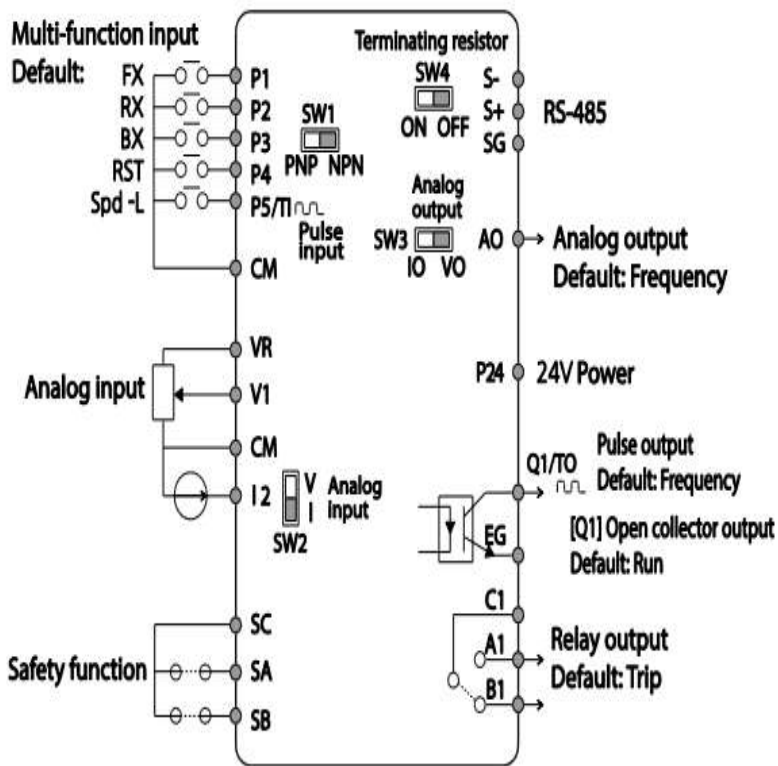 Multi-function input
Default:
FX
P1
RX
P2
BX
P3
RST
P4
Spd -L
P5/TI
Pulse
input
CM
SW1
PNP NPN
Terminating resistor
SW4
ON OFF
S-
S+
SG
RS-485
Analog
output
SW3
IO VO
AO
Analog output
Default: Frequency
Analog input
VR
V1
CM
I2
V
I
Analog
input
SW2
P24
24V Power
Q1/TO
Pulse output
Default: Frequency
EG
[Q1] Open collector output
Default: Run
C1
A1
B1
Relay output
Default: Trip
Safety function
SC
SA
SB